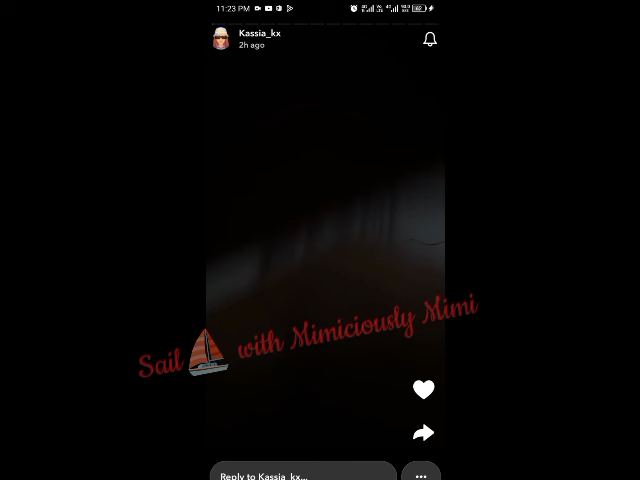 11:23 PM
Kassia_kx
2h ago
Sail with Mimiciously Mimi
Reply to Kassia_kx...